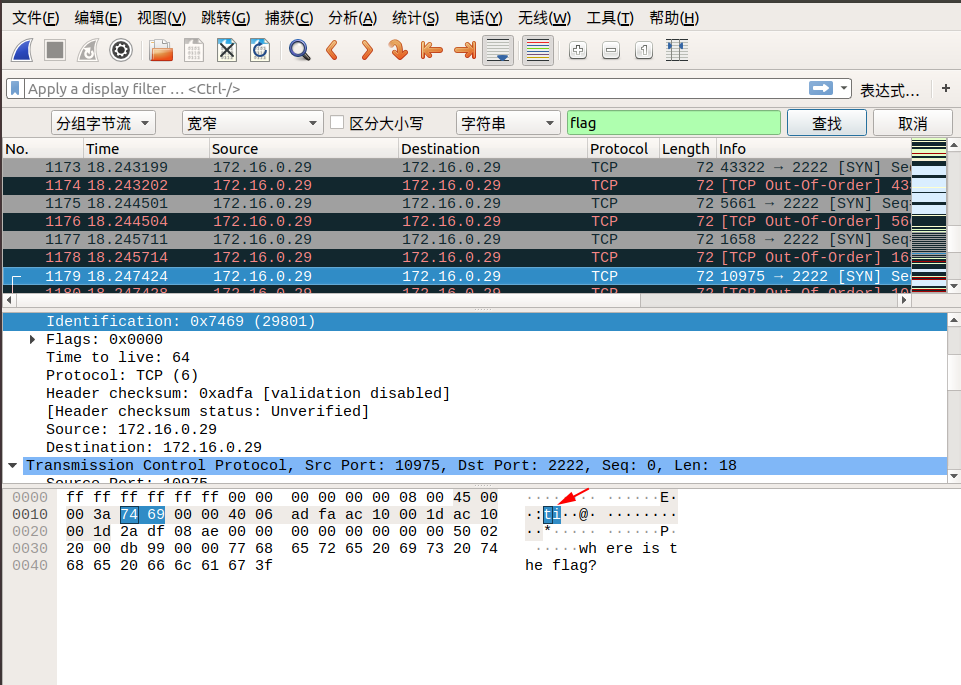 文件(F) 编辑(E) 视图(V) 跳转(G) 捕获(C) 分析(A) 统计(S) 电话(Y) 无线(W) 工具(T) 帮助(H)
Apply a display filter … <Ctrl-/> 表达式… +
分组字节流 宽窄 区分大小写 字符串 flag 查找 取消
No. Time Source Destination Protocol Length Info
1173 18.243199 172.16.0.29 172.16.0.29 TCP 72 43322 → 2222 [SYN] Se
1174 18.243202 172.16.0.29 172.16.0.29 TCP 72 [TCP Out-Of-Order] 43
1175 18.244501 172.16.0.29 172.16.0.29 TCP 72 5661 → 2222 [SYN] Seq
1176 18.244504 172.16.0.29 172.16.0.29 TCP 72 [TCP Out-Of-Order] 56
1177 18.245711 172.16.0.29 172.16.0.29 TCP 72 1658 → 2222 [SYN] Seq
1178 18.245714 172.16.0.29 172.16.0.29 TCP 72 [TCP Out-Of-Order] 16
1179 18.247424 172.16.0.29 172.16.0.29 TCP 72 10975 → 2222 [SYN] Se
1180 18.247428 172.16.0.29 172.16.0.29 TCP 72 [TCP Out-Of-Order] 10
Identification: 0x7469 (29801)
Flags: 0x0000
Time to live: 64
Protocol: TCP (6)
Header checksum: 0xadfa [validation disabled]
[Header checksum status: Unverified]
Source: 172.16.0.29
Destination: 172.16.0.29
Transmission Control Protocol, Src Port: 10975, Dst Port: 2222, Seq: 0, Len: 18
Source Port: 10975
0000 ff ff ff ff ff ff 00 00 00 00 00 00 08 00 45 00 ········ ······E·
0010 00 3a 74 69 00 00 40 06 ad fa ac 10 00 1d ac 10 ·:ti··@· ········
0020 00 1d 2a df 08 ae 00 00 00 00 00 00 00 00 50 02 ··*····· ······P·
0030 20 00 db 99 00 00 77 68 65 72 65 20 69 73 20 74 ·····wh ere is t
0040 68 65 20 66 6c 61 67 3f he flag?